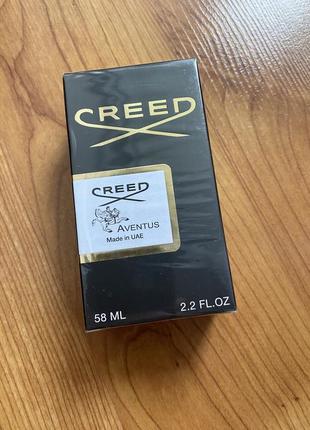 CREED
CREED
AVENTUS
Made in UAE
58 ML 2.2 FL.OZ